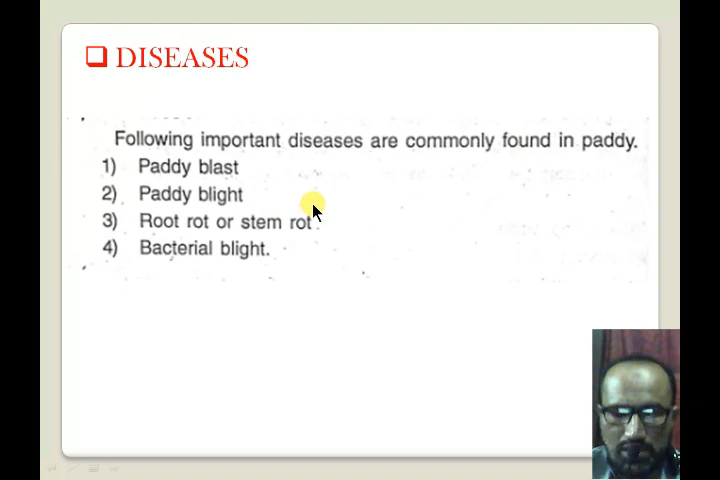 DISEASES
Following important diseases are commonly found in paddy.
1) Paddy blast
2) Paddy blight
3) Root rot or stem rot
4) Bacterial blight.